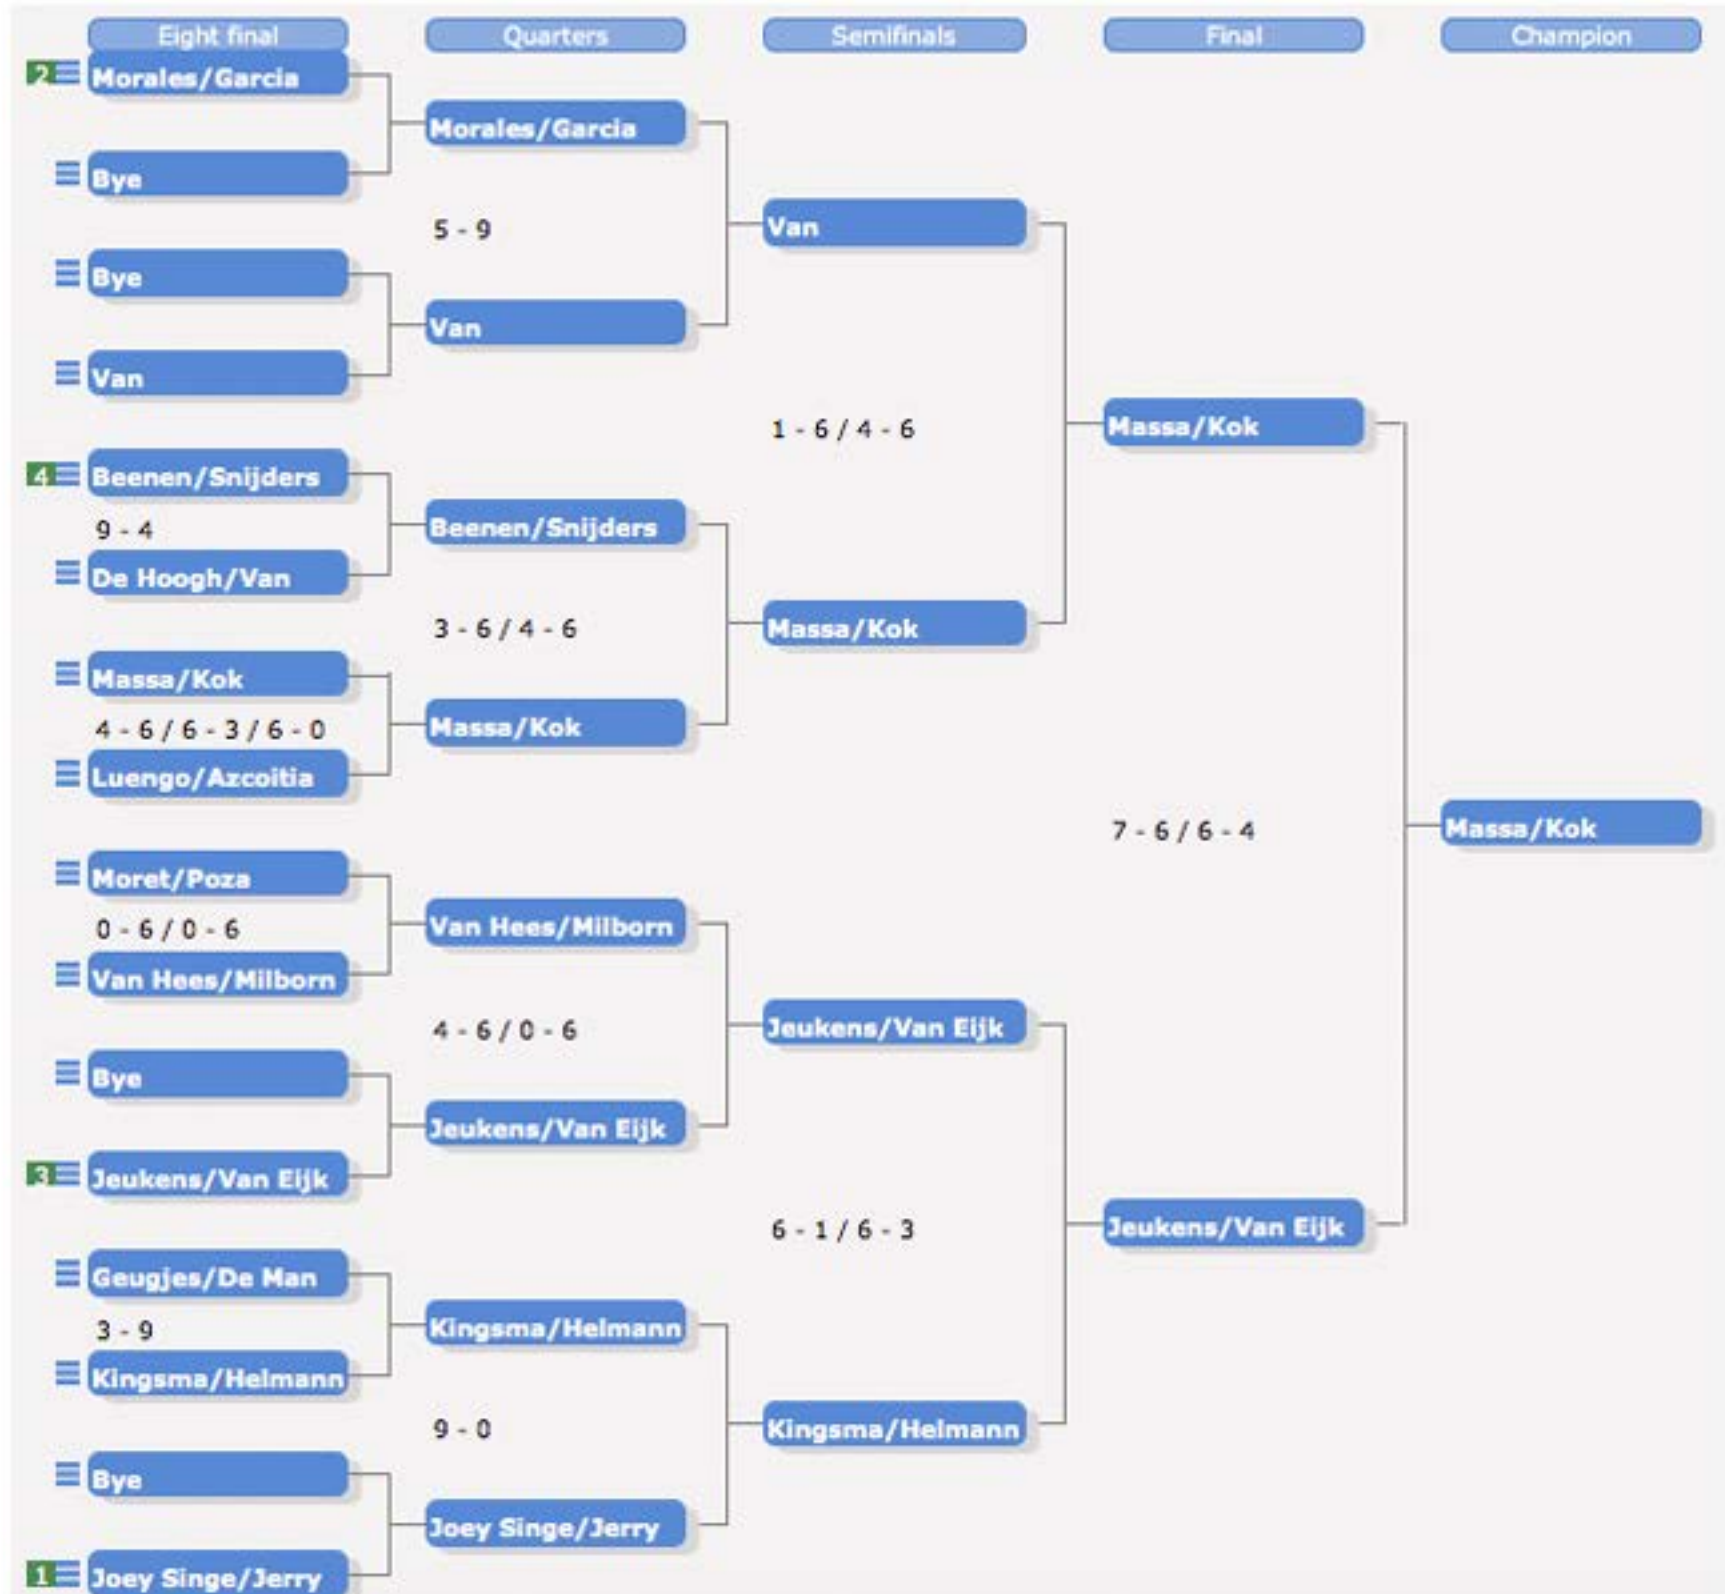 Eight final
Quarters
Semifinals
Final
Champion
2
Morales/Garcia
Bye
Bye
Van
4
Beenen/Snijders
9 - 4
De Hoogh/Van
Massa/Kok
4 - 6 / 6 - 3 / 6 - 0
Luengo/Azcoitia
Moret/Poza
0 - 6 / 0 - 6
Van Hees/Milborn
Bye
3
Jeukens/Van Eijk
Geugjes/De Man
3 - 9
Kingsma/Helmann
Bye
1
Joey Singe/Jerry
Morales/Garcia
5 - 9
Van
Beenen/Snijders
3 - 6 / 4 - 6
Massa/Kok
Van Hees/Milborn
4 - 6 / 0 - 6
Jeukens/Van Eijk
Kingsma/Helmann
9 - 0
Joey Singe/Jerry
Van
1 - 6 / 4 - 6
Massa/Kok
Jeukens/Van Eijk
6 - 1 / 6 - 3
Kingsma/Helmann
Massa/Kok
7 - 6 / 6 - 4
Jeukens/Van Eijk
Massa/Kok